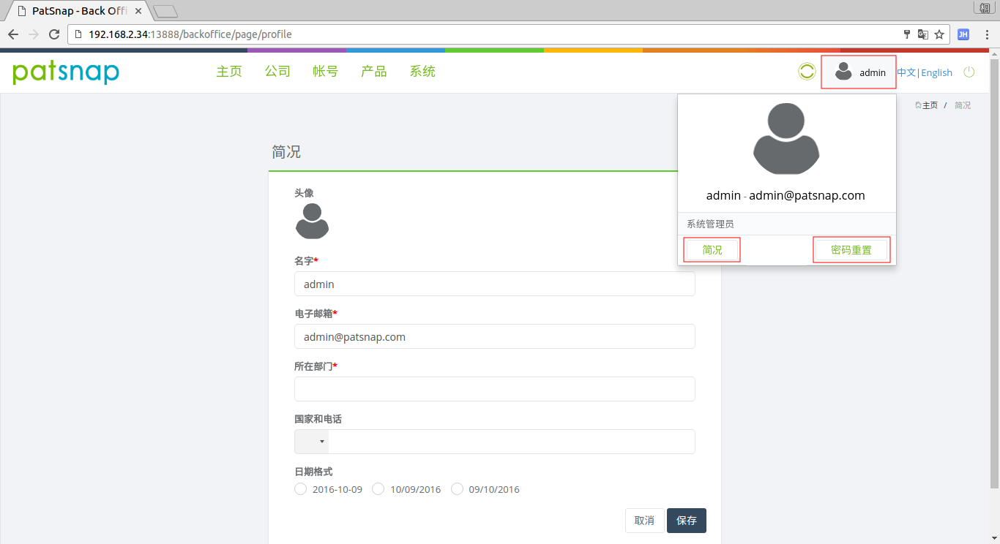 PatSnap - Back Offi
192.168.2.34:13888/backoffice/page/profile
JH
patsnap
主页 公司 帐号 产品 系统
admin 中文|English
主页 / 简况
admin - admin@patsnap.com
系统管理员
简况 密码重置
简况
头像
名字*
admin
电子邮箱*
admin@patsnap.com
所在部门*
国家和电话
日期格式
2016-10-09 10/09/2016 09/10/2016
取消 保存